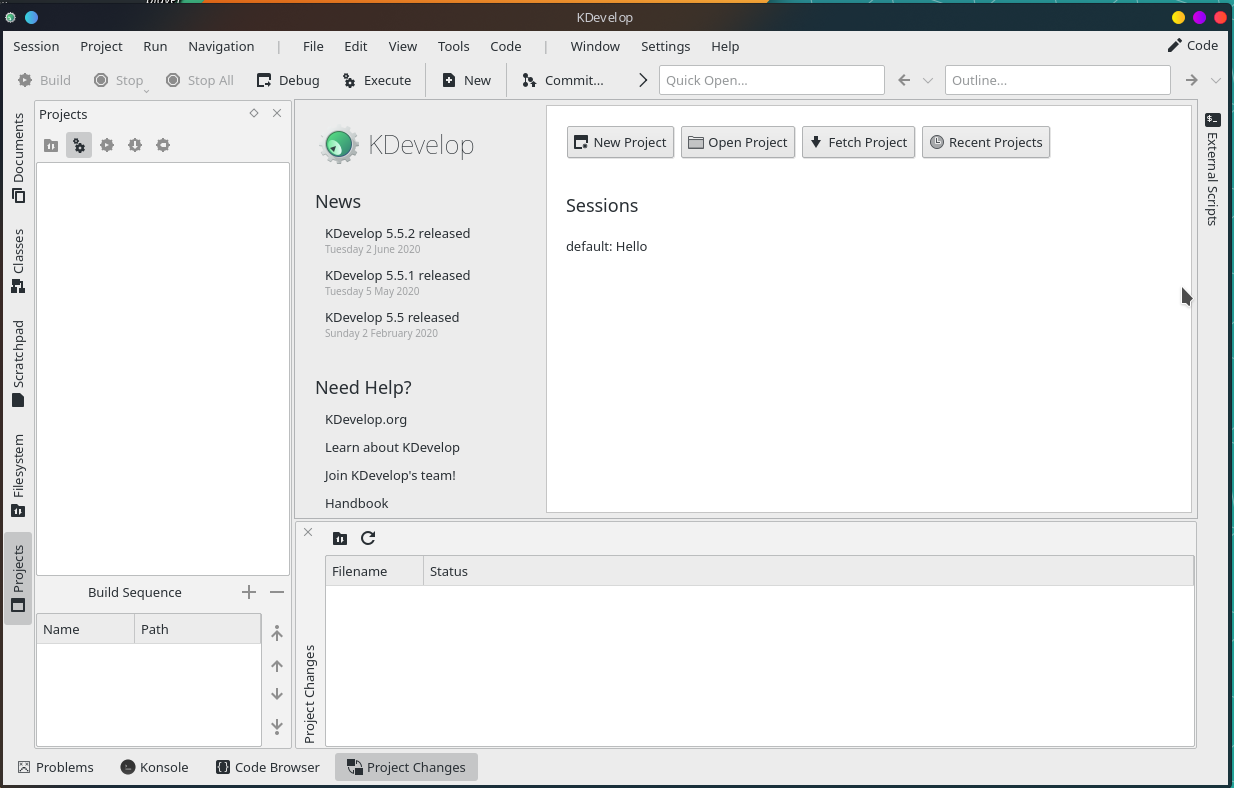 KDevelop
Session Project Run Navigation | File Edit View Tools Code | Window Settings Help Code
Build Stop Stop All Debug Execute New Commit... Quick Open... Outline...
Projects
Documents
Classes
Scratchpad
Filesystem
Projects
Build Sequence
Name Path
KDevelop
News
KDevelop 5.5.2 released
Tuesday 2 June 2020
KDevelop 5.5.1 released
Tuesday 5 May 2020
KDevelop 5.5 released
Sunday 2 February 2020
Need Help?
KDevelop.org
Learn about KDevelop
Join KDevelop's team!
Handbook
New Project Open Project Fetch Project Recent Projects
Sessions
default: Hello
External Scripts
Filename Status
Project Changes
Problems Konsole Code Browser Project Changes